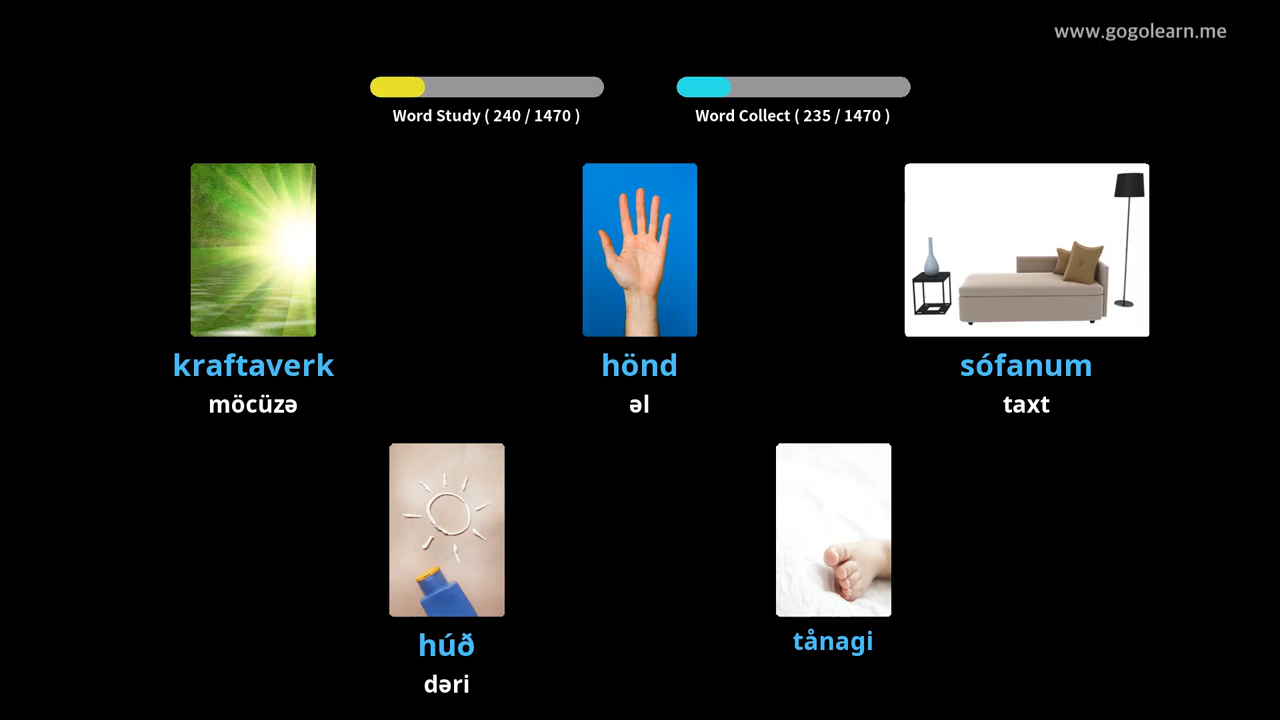 www.gogolearn.me
Word Study ( 240 / 1470 )
Word Collect ( 235 / 1470 )
kraftaverk
möcüzə
hönd
əl
sófanum
taxt
húð
dəri
tånagi